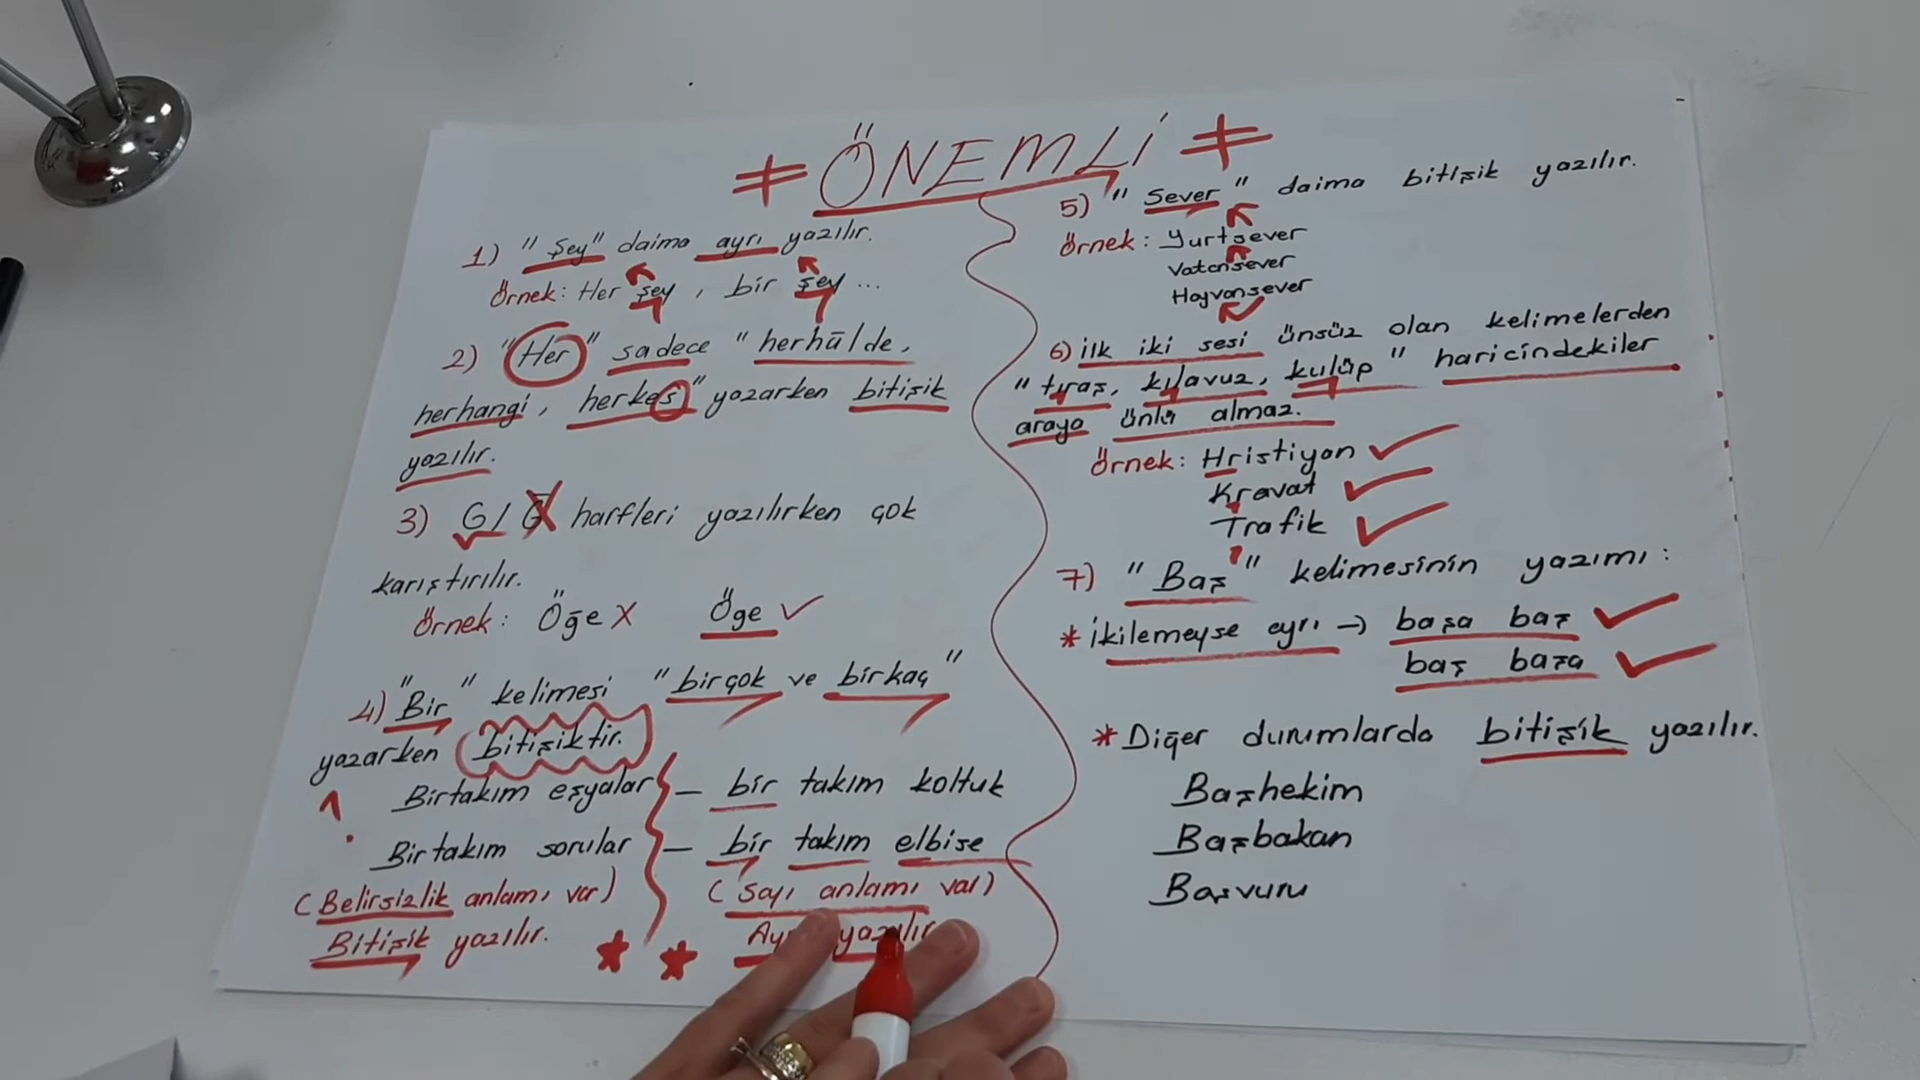 * ÖNEMLİ *
1) "Şey" daima ayrı yazılır.
Örnek: Her şey, bir şey ...
2) "Her" sadece "herhâlde,
herhangi, herkes" yazarken bitişik
yazılır.
3) G/Ğ harfleri yazılırken çok
karıştırılır.
Örnek: Öğe X Öge ✓
4) "Bir" kelimesi "birçok ve birkaç"
yazarken bitişiktir.
Birtakım eşyalar - bir takım koltuk
Birtakım sorular - bir takım elbise
(Belirsizlik anlamı var) (Sayı anlamı var)
Bitişik yazılır. * * Ayrı yazılır
5) "Sever" daima bitişik yazılır.
Örnek: Yurtsever
Vatansever
Hayvansever
6) İlk iki sesi ünsüz olan kelimelerden
"tıraş, kılavuz, kulüp" haricindekiler
araya ünlü almaz.
Örnek: Hristiyan ✓
Kravat ✓
Trafik ✓
7) "Baş" kelimesinin yazımı:
* İkilemeyse ayrı → başa baş ✓
baş başa ✓
* Diğer durumlarda bitişik yazılır.
Başhekim
Başbakan
Başvuru